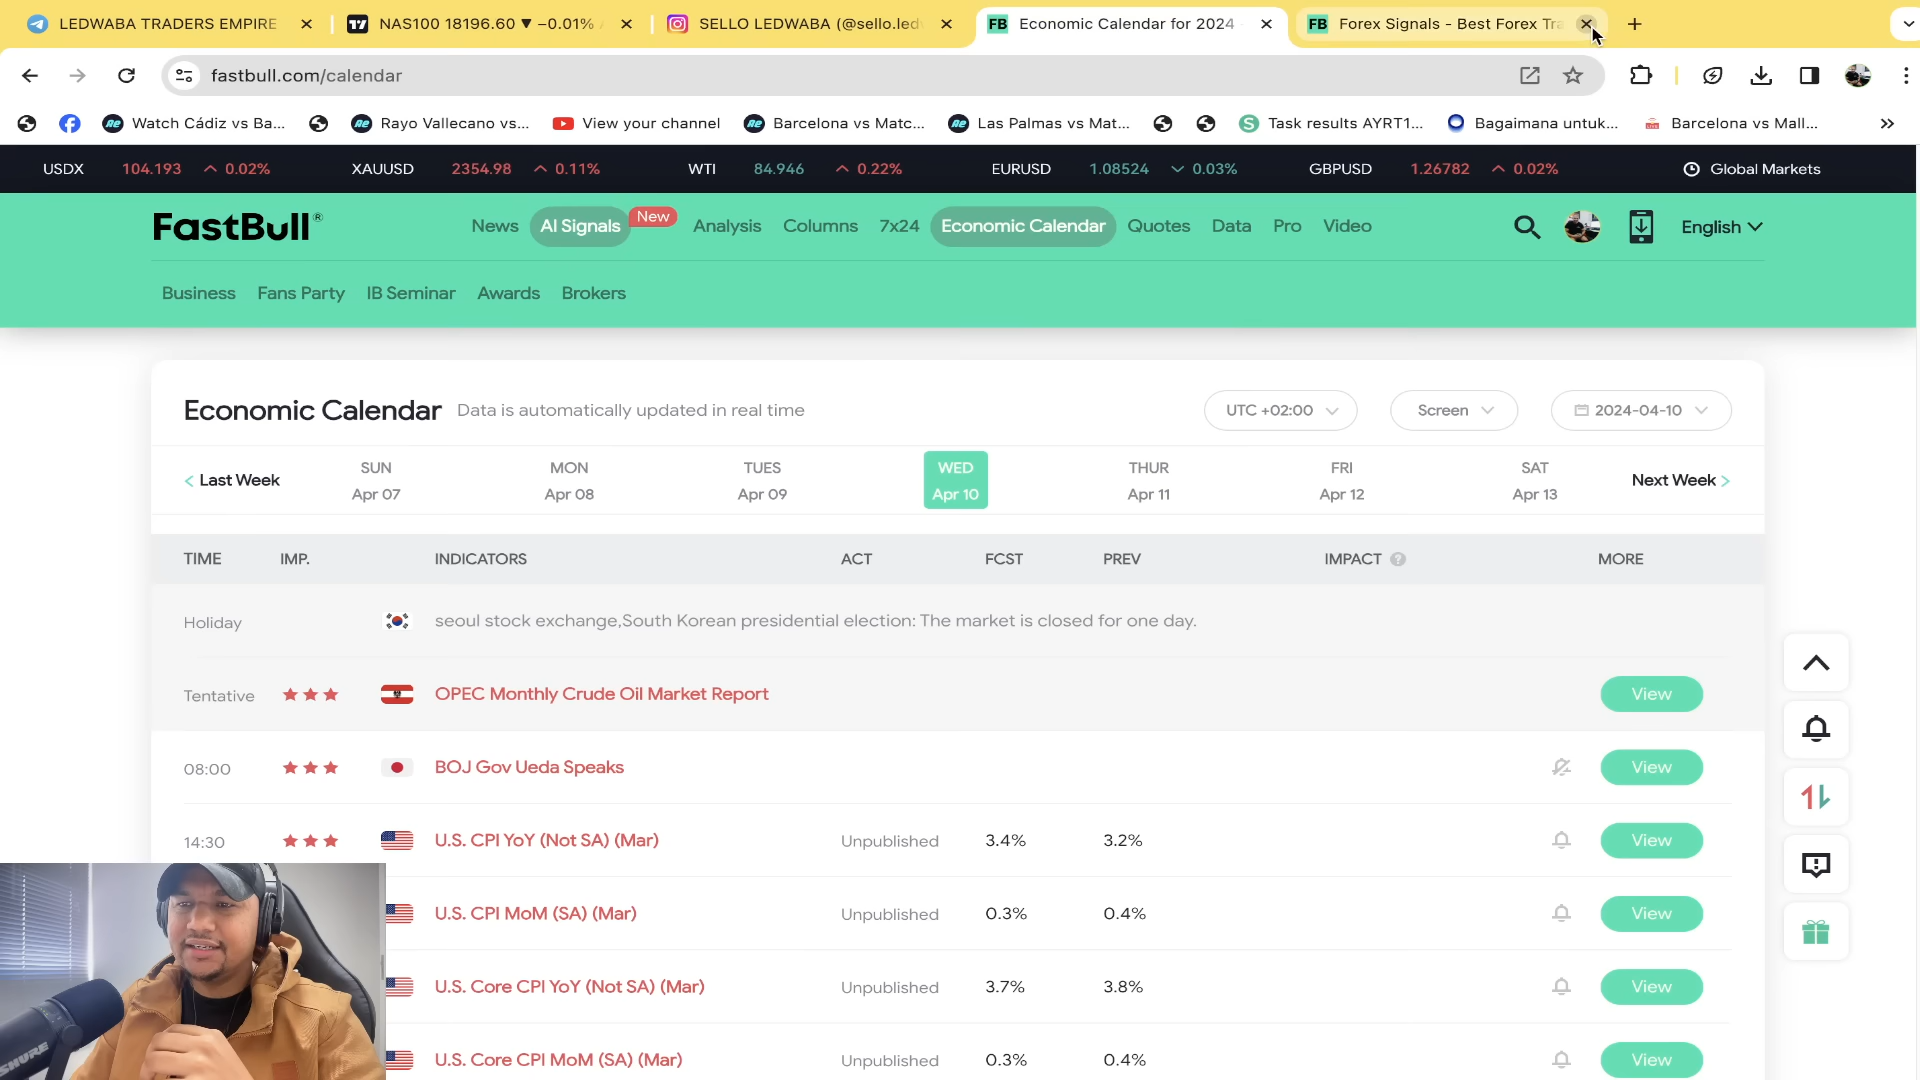 LEDWABA TRADERS EMPIRE
NAS100 18196.60 ▼ −0.01%
SELLO LEDWABA (@sello.led
Economic Calendar for 2024
Forex Signals - Best Forex Tra
fastbull.com/calendar
Watch Cádiz vs Ba...
Rayo Vallecano vs...
View your channel
Barcelona vs Matc...
Las Palmas vs Mat...
Task results AYRT1...
Bagaimana untuk...
Barcelona vs Mall...
USDX 104.193 0.02% XAUUSD 2354.98 0.11% WTI 84.946 0.22% EURUSD 1.08524 0.03% GBPUSD 1.26782 0.02% Global Markets
FastBull®
News AI Signals New Analysis Columns 7x24 Economic Calendar Quotes Data Pro Video English
Business Fans Party IB Seminar Awards Brokers
Economic Calendar Data is automatically updated in real time UTC +02:00 Screen 2024-04-10
< Last Week
SUN
Apr 07
MON
Apr 08
TUES
Apr 09
WED
Apr 10
THUR
Apr 11
FRI
Apr 12
SAT
Apr 13
Next Week >
TIME IMP. INDICATORS ACT FCST PREV IMPACT ? MORE
Holiday seoul stock exchange,South Korean presidential election: The market is closed for one day.
Tentative ★★★ OPEC Monthly Crude Oil Market Report View
08:00 ★★★ BOJ Gov Ueda Speaks View
14:30 ★★★ U.S. CPI YoY (Not SA) (Mar) Unpublished 3.4% 3.2% View
U.S. CPI MoM (SA) (Mar) Unpublished 0.3% 0.4% View
U.S. Core CPI YoY (Not SA) (Mar) Unpublished 3.7% 3.8% View
U.S. Core CPI MoM (SA) (Mar) Unpublished 0.3% 0.4% View
SHURE